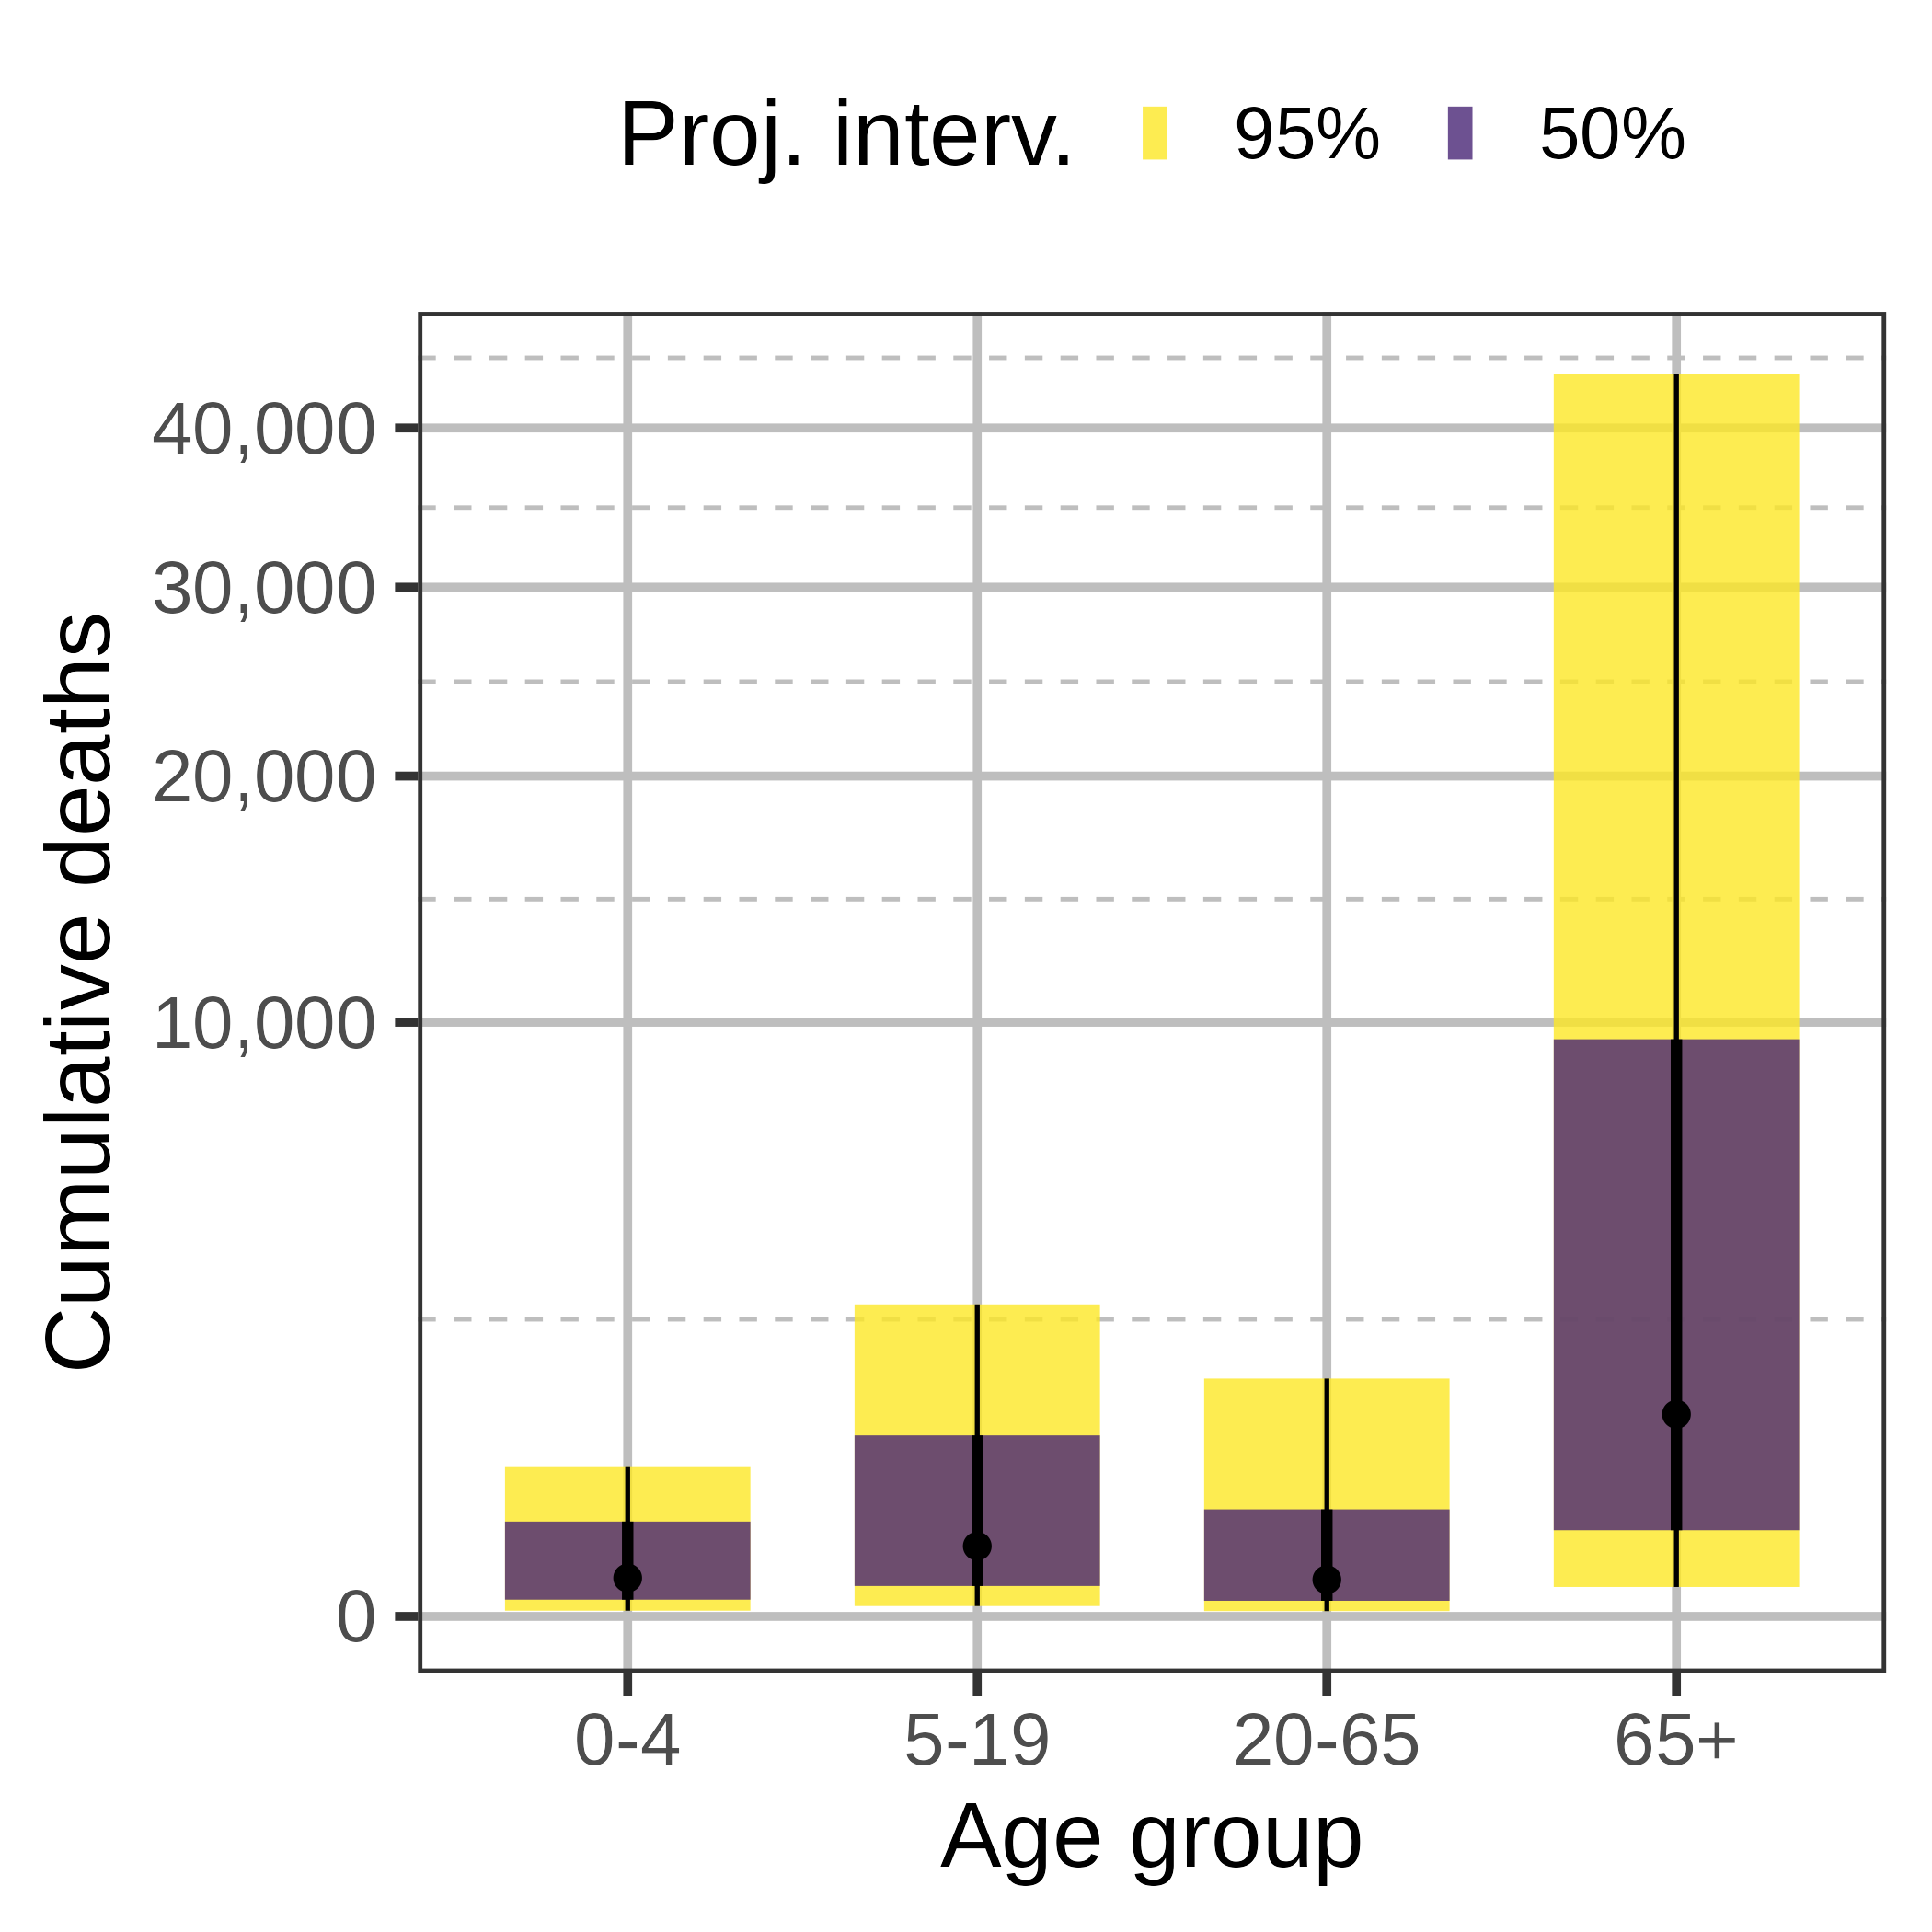 Proj. interv. 95% 50%
40,000
30,000
20,000
10,000
0
Cumulative deaths
0-4 5-19 20-65 65+
Age group